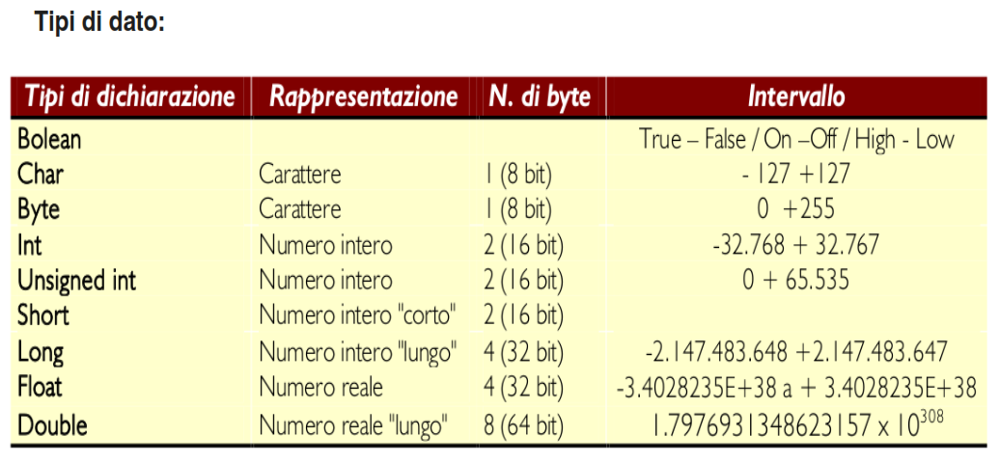 Tipi di dato:
Tipi di dichiarazione Rappresentazione N. di byte Intervallo
Bolean True – False / On –Off / High - Low
Char Carattere 1 (8 bit) - 127 +127
Byte Carattere 1 (8 bit) 0 +255
Int Numero intero 2 (16 bit) -32.768 + 32.767
Unsigned int Numero intero 2 (16 bit) 0 + 65.535
Short Numero intero "corto" 2 (16 bit)
Long Numero intero "lungo" 4 (32 bit) -2.147.483.648 +2.147.483.647
Float Numero reale 4 (32 bit) -3.4028235E+38 a + 3.4028235E+38
Double Numero reale "lungo" 8 (64 bit) 1.7976931348623157 x 10³⁰⁸